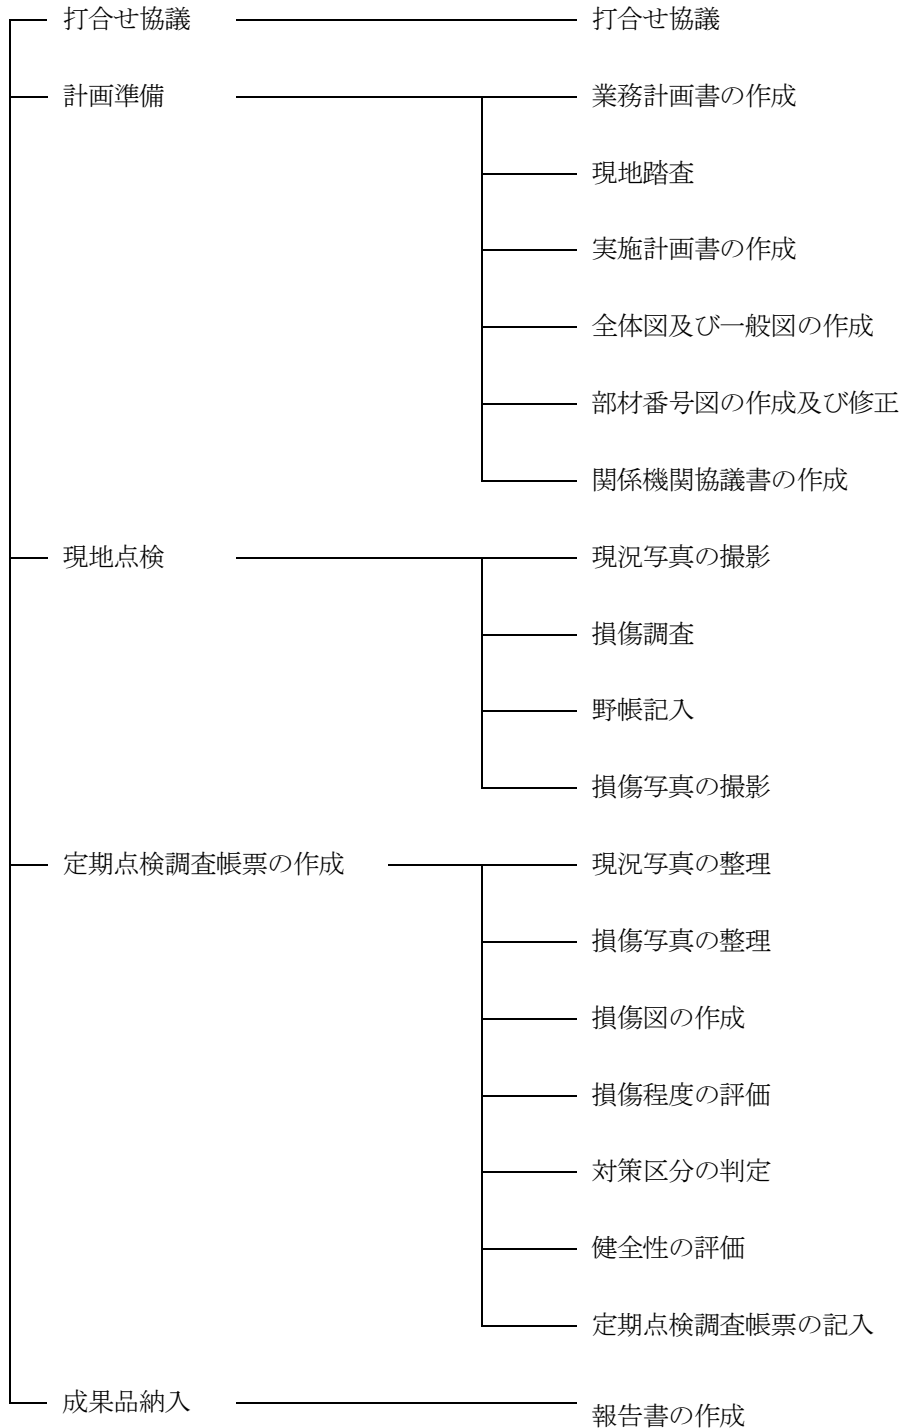 打合せ協議
打合せ協議
計画準備
業務計画書の作成
現地踏査
実施計画書の作成
全体図及び一般図の作成
部材番号図の作成及び修正
関係機関協議書の作成
現地点検
現況写真の撮影
損傷調査
野帳記入
損傷写真の撮影
定期点検調査帳票の作成
現況写真の整理
損傷写真の整理
損傷図の作成
損傷程度の評価
対策区分の判定
健全性の評価
定期点検調査帳票の記入
成果品納入
報告書の作成